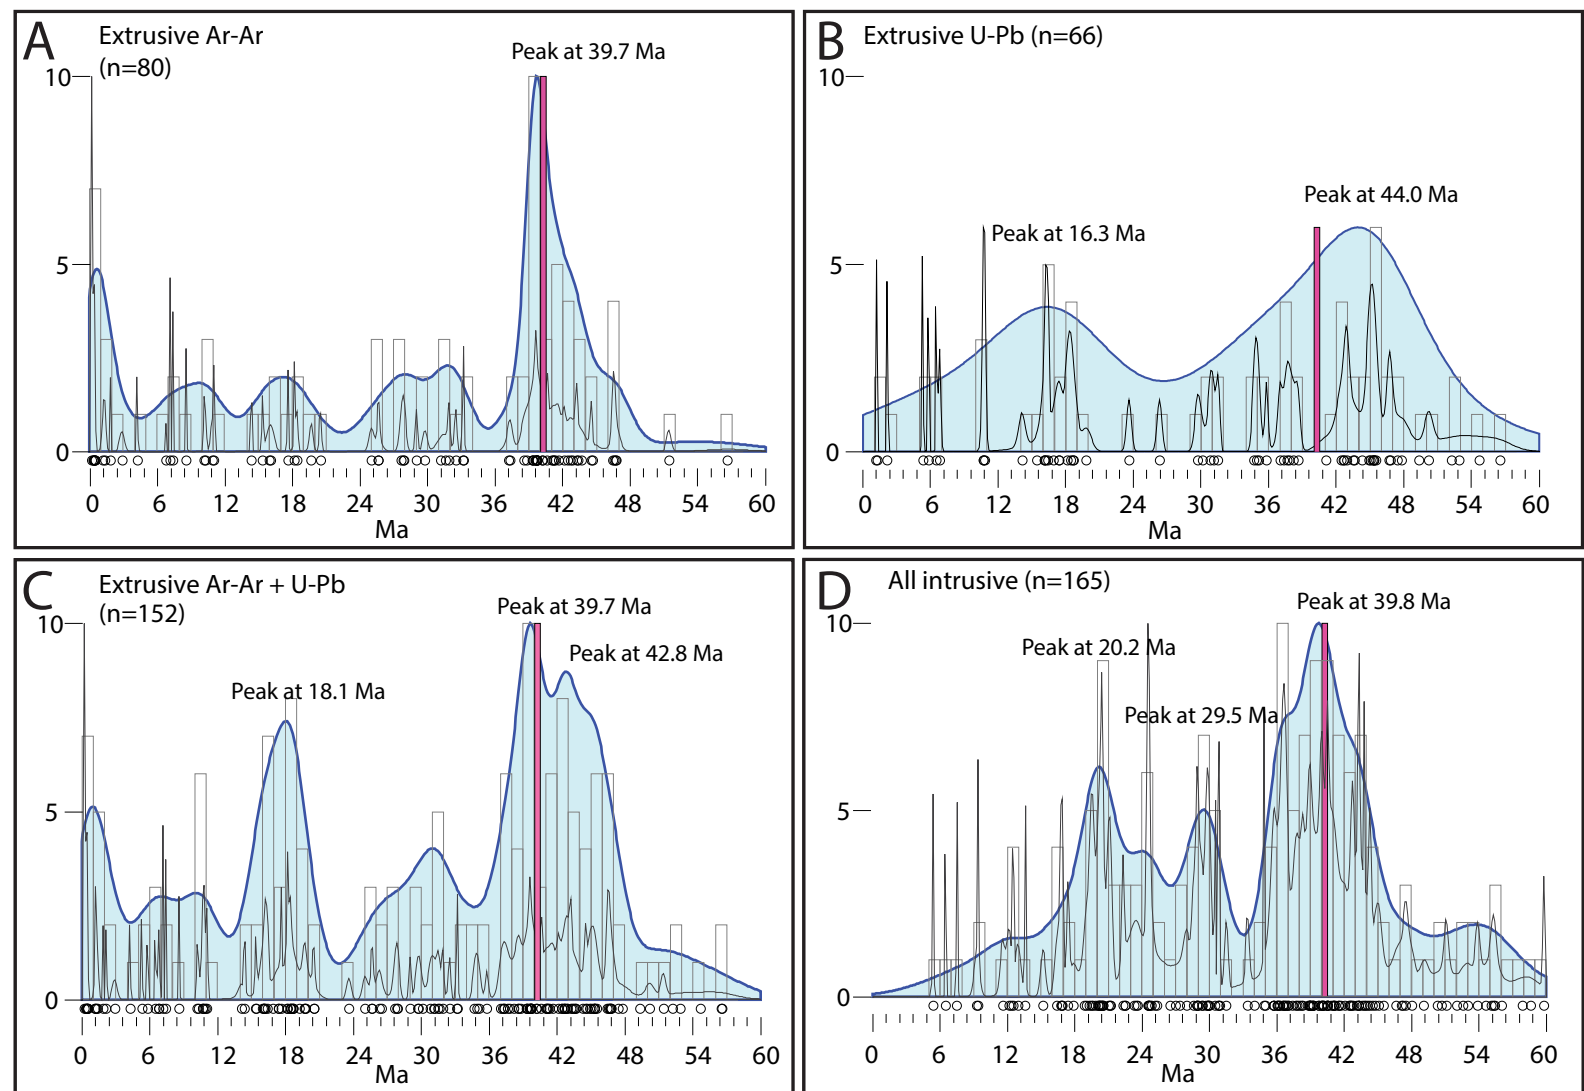 A
Extrusive Ar-Ar
(n=80)
Peak at 39.7 Ma
10
5
0
0 6 12 18 24 30 36 42 48 54 60
Ma
B
Extrusive U-Pb (n=66)
Peak at 44.0 Ma
Peak at 16.3 Ma
10
5
0
0 6 12 18 24 30 36 42 48 54 60
Ma
C
Extrusive Ar-Ar + U-Pb
(n=152)
Peak at 39.7 Ma
Peak at 42.8 Ma
Peak at 18.1 Ma
10
5
0
0 6 12 18 24 30 36 42 48 54 60
Ma
D
All intrusive (n=165)
Peak at 39.8 Ma
Peak at 20.2 Ma
Peak at 29.5 Ma
10
5
0
0 6 12 18 24 30 36 42 48 54 60
Ma